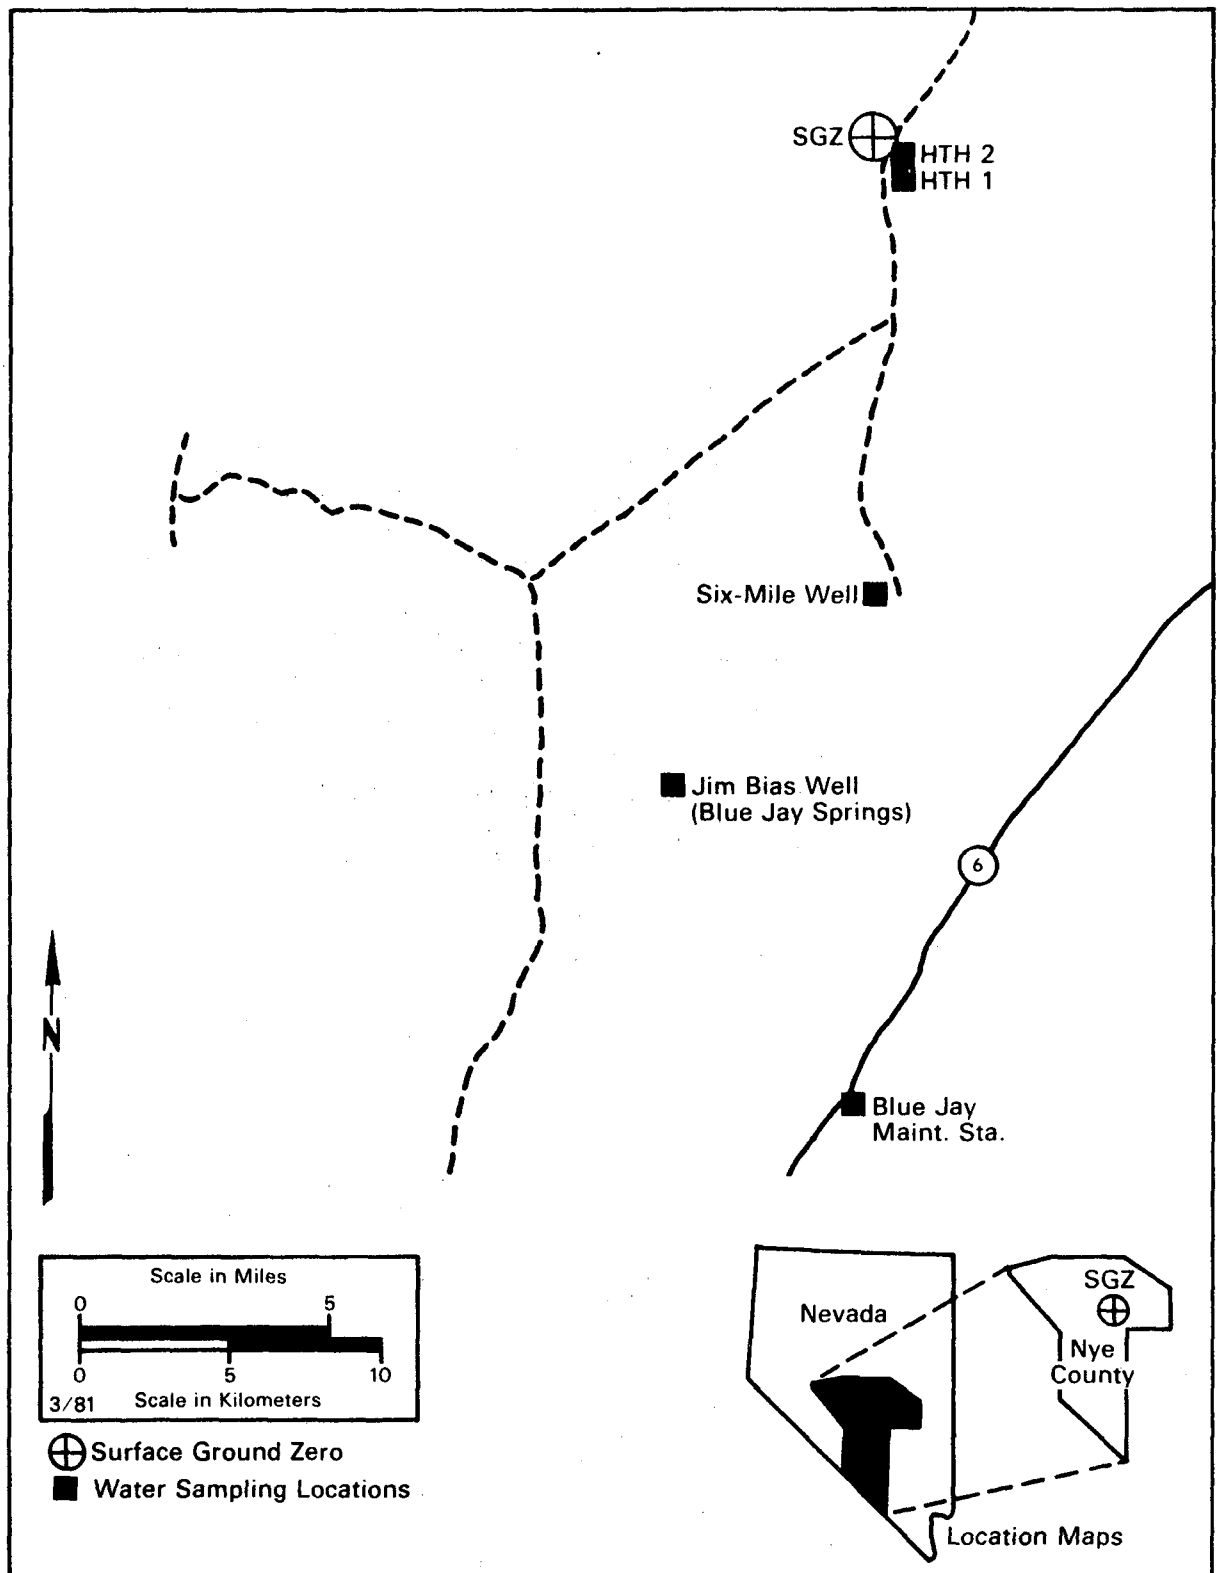 SGZ
HTH 2
HTH 1
Six-Mile Well
Jim Bias Well
(Blue Jay Springs)
6
N
Blue Jay
Maint. Sta.
Scale in Miles
0 5
0 5 10
3/81 Scale in Kilometers
Surface Ground Zero
Water Sampling Locations
Nevada
SGZ
Nye
County
Location Maps